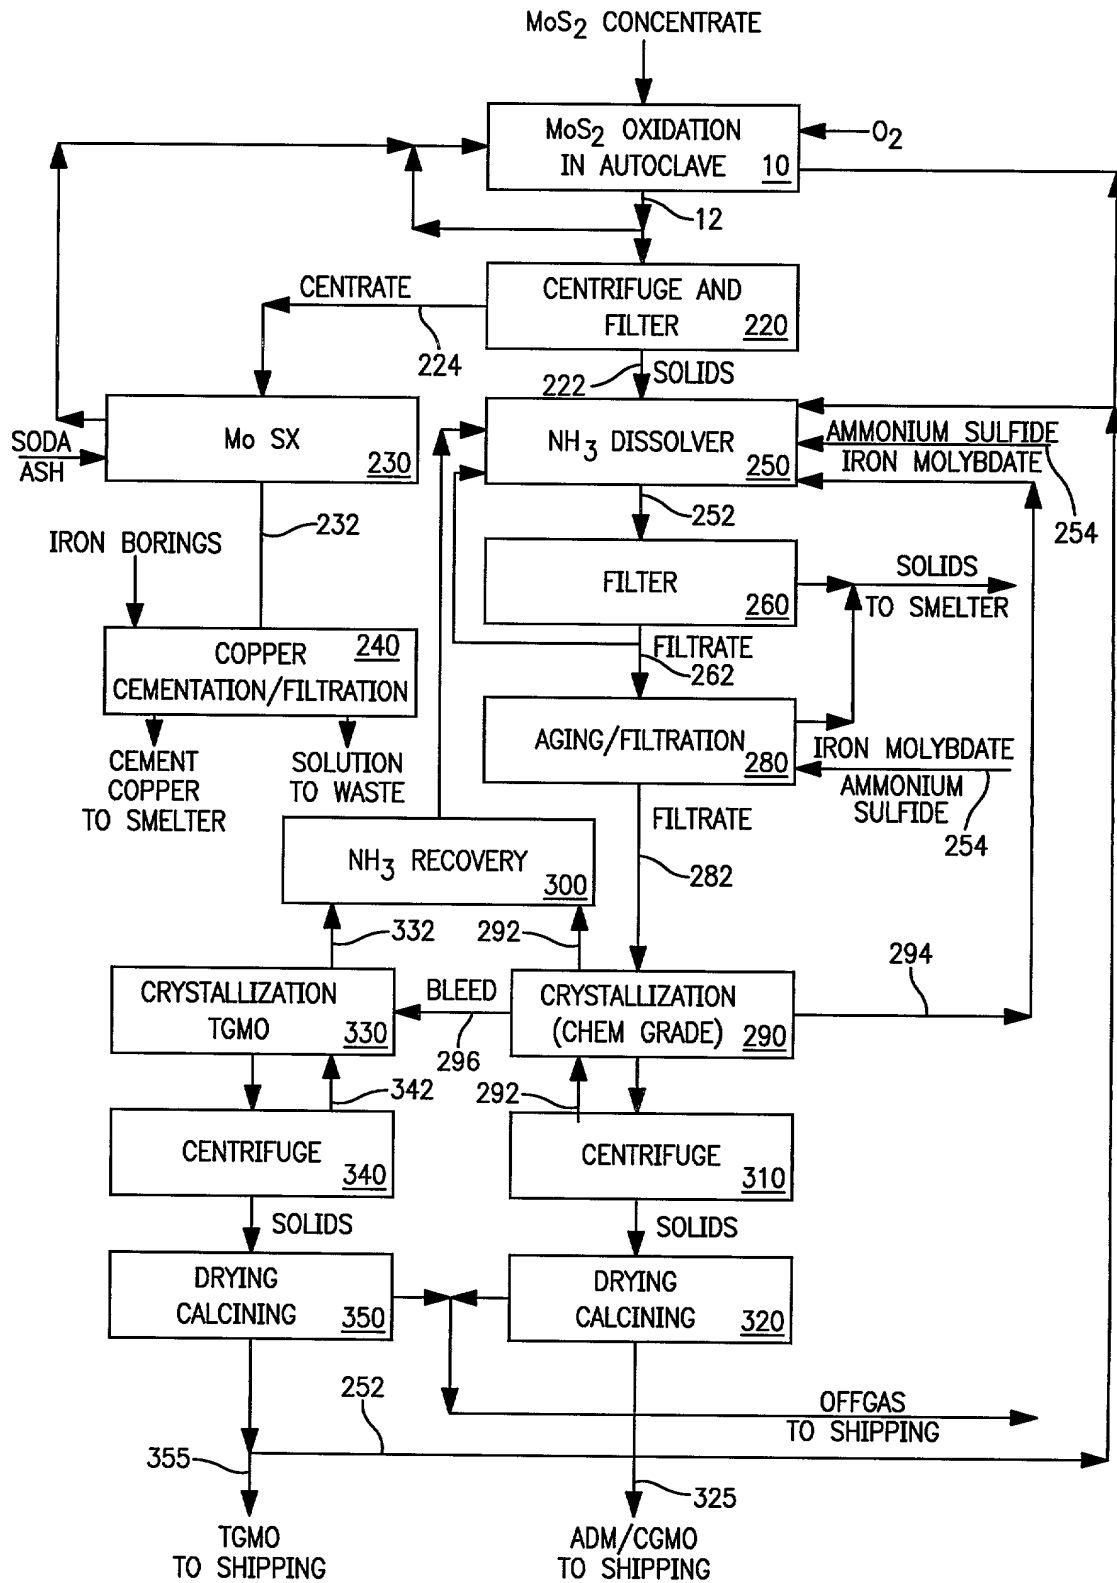 MoS2 CONCENTRATE
MoS2 OXIDATION
IN AUTOCLAVE 10
O2
12
CENTRIFUGE AND
FILTER 220
CENTRATE
224
222 SOLIDS
Mo SX
230
SODA
ASH
NH3 DISSOLVER
250
AMMONIUM SULFIDE
IRON MOLYBDATE
254
232
252
IRON BORINGS
FILTER
260
SOLIDS
TO SMELTER
COPPER 240
CEMENTATION/FILTRATION
FILTRATE
262
AGING/FILTRATION
280
IRON MOLYBDATE
AMMONIUM
SULFIDE
254
CEMENT
COPPER
TO SMELTER
SOLUTION
TO WASTE
FILTRATE
282
NH3 RECOVERY
300
332
292
294
CRYSTALLIZATION
TGMO 330
BLEED
296
CRYSTALLIZATION
(CHEM GRADE) 290
342
292
CENTRIFUGE
340
CENTRIFUGE
310
SOLIDS
SOLIDS
DRYING
CALCINING 350
DRYING
CALCINING 320
252
OFFGAS
TO SHIPPING
355
325
TGMO
TO SHIPPING
ADM/CGMO
TO SHIPPING